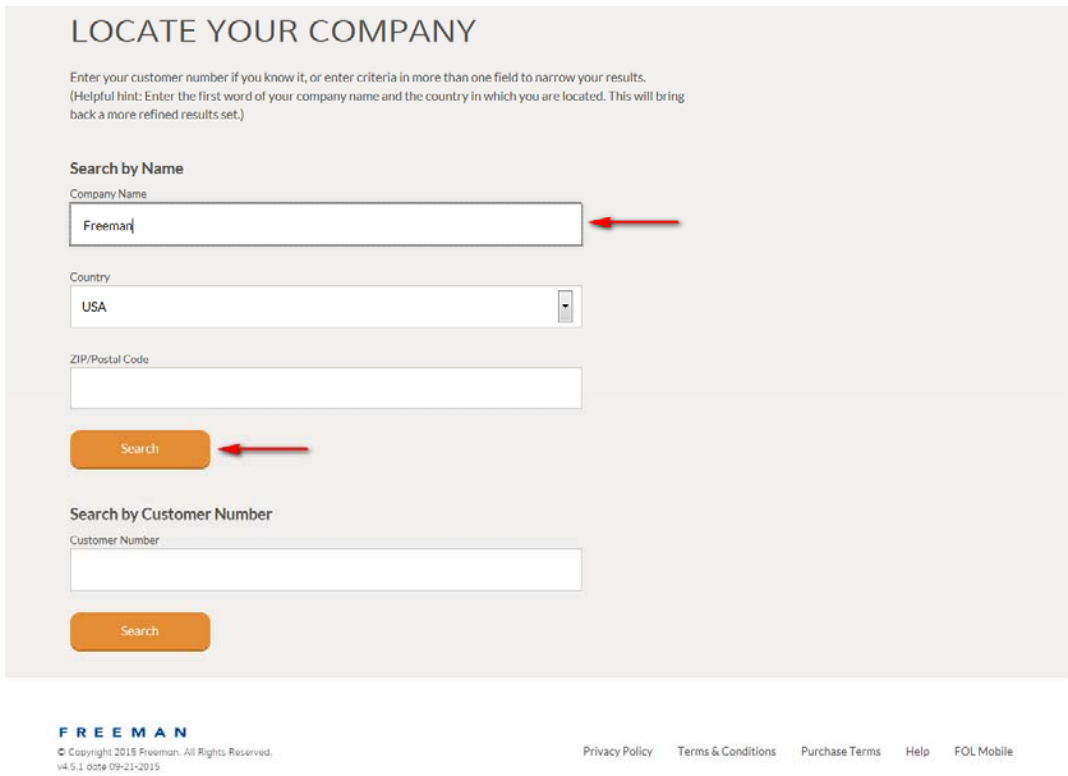 LOCATE YOUR COMPANY
Enter your customer number if you know it, or enter criteria in more than one field to narrow your results.
(Helpful hint: Enter the first word of your company name and the country in which you are located. This will bring
back a more refined results set.)
Search by Name
Company Name
Freeman
Country
USA
ZIP/Postal Code
Search
Search by Customer Number
Customer Number
Search
FREEMAN
© Copyright 2015 Freeman. All Rights Reserved.
v4.5.1 date 09-21-2015
Privacy Policy Terms & Conditions Purchase Terms Help FOL Mobile